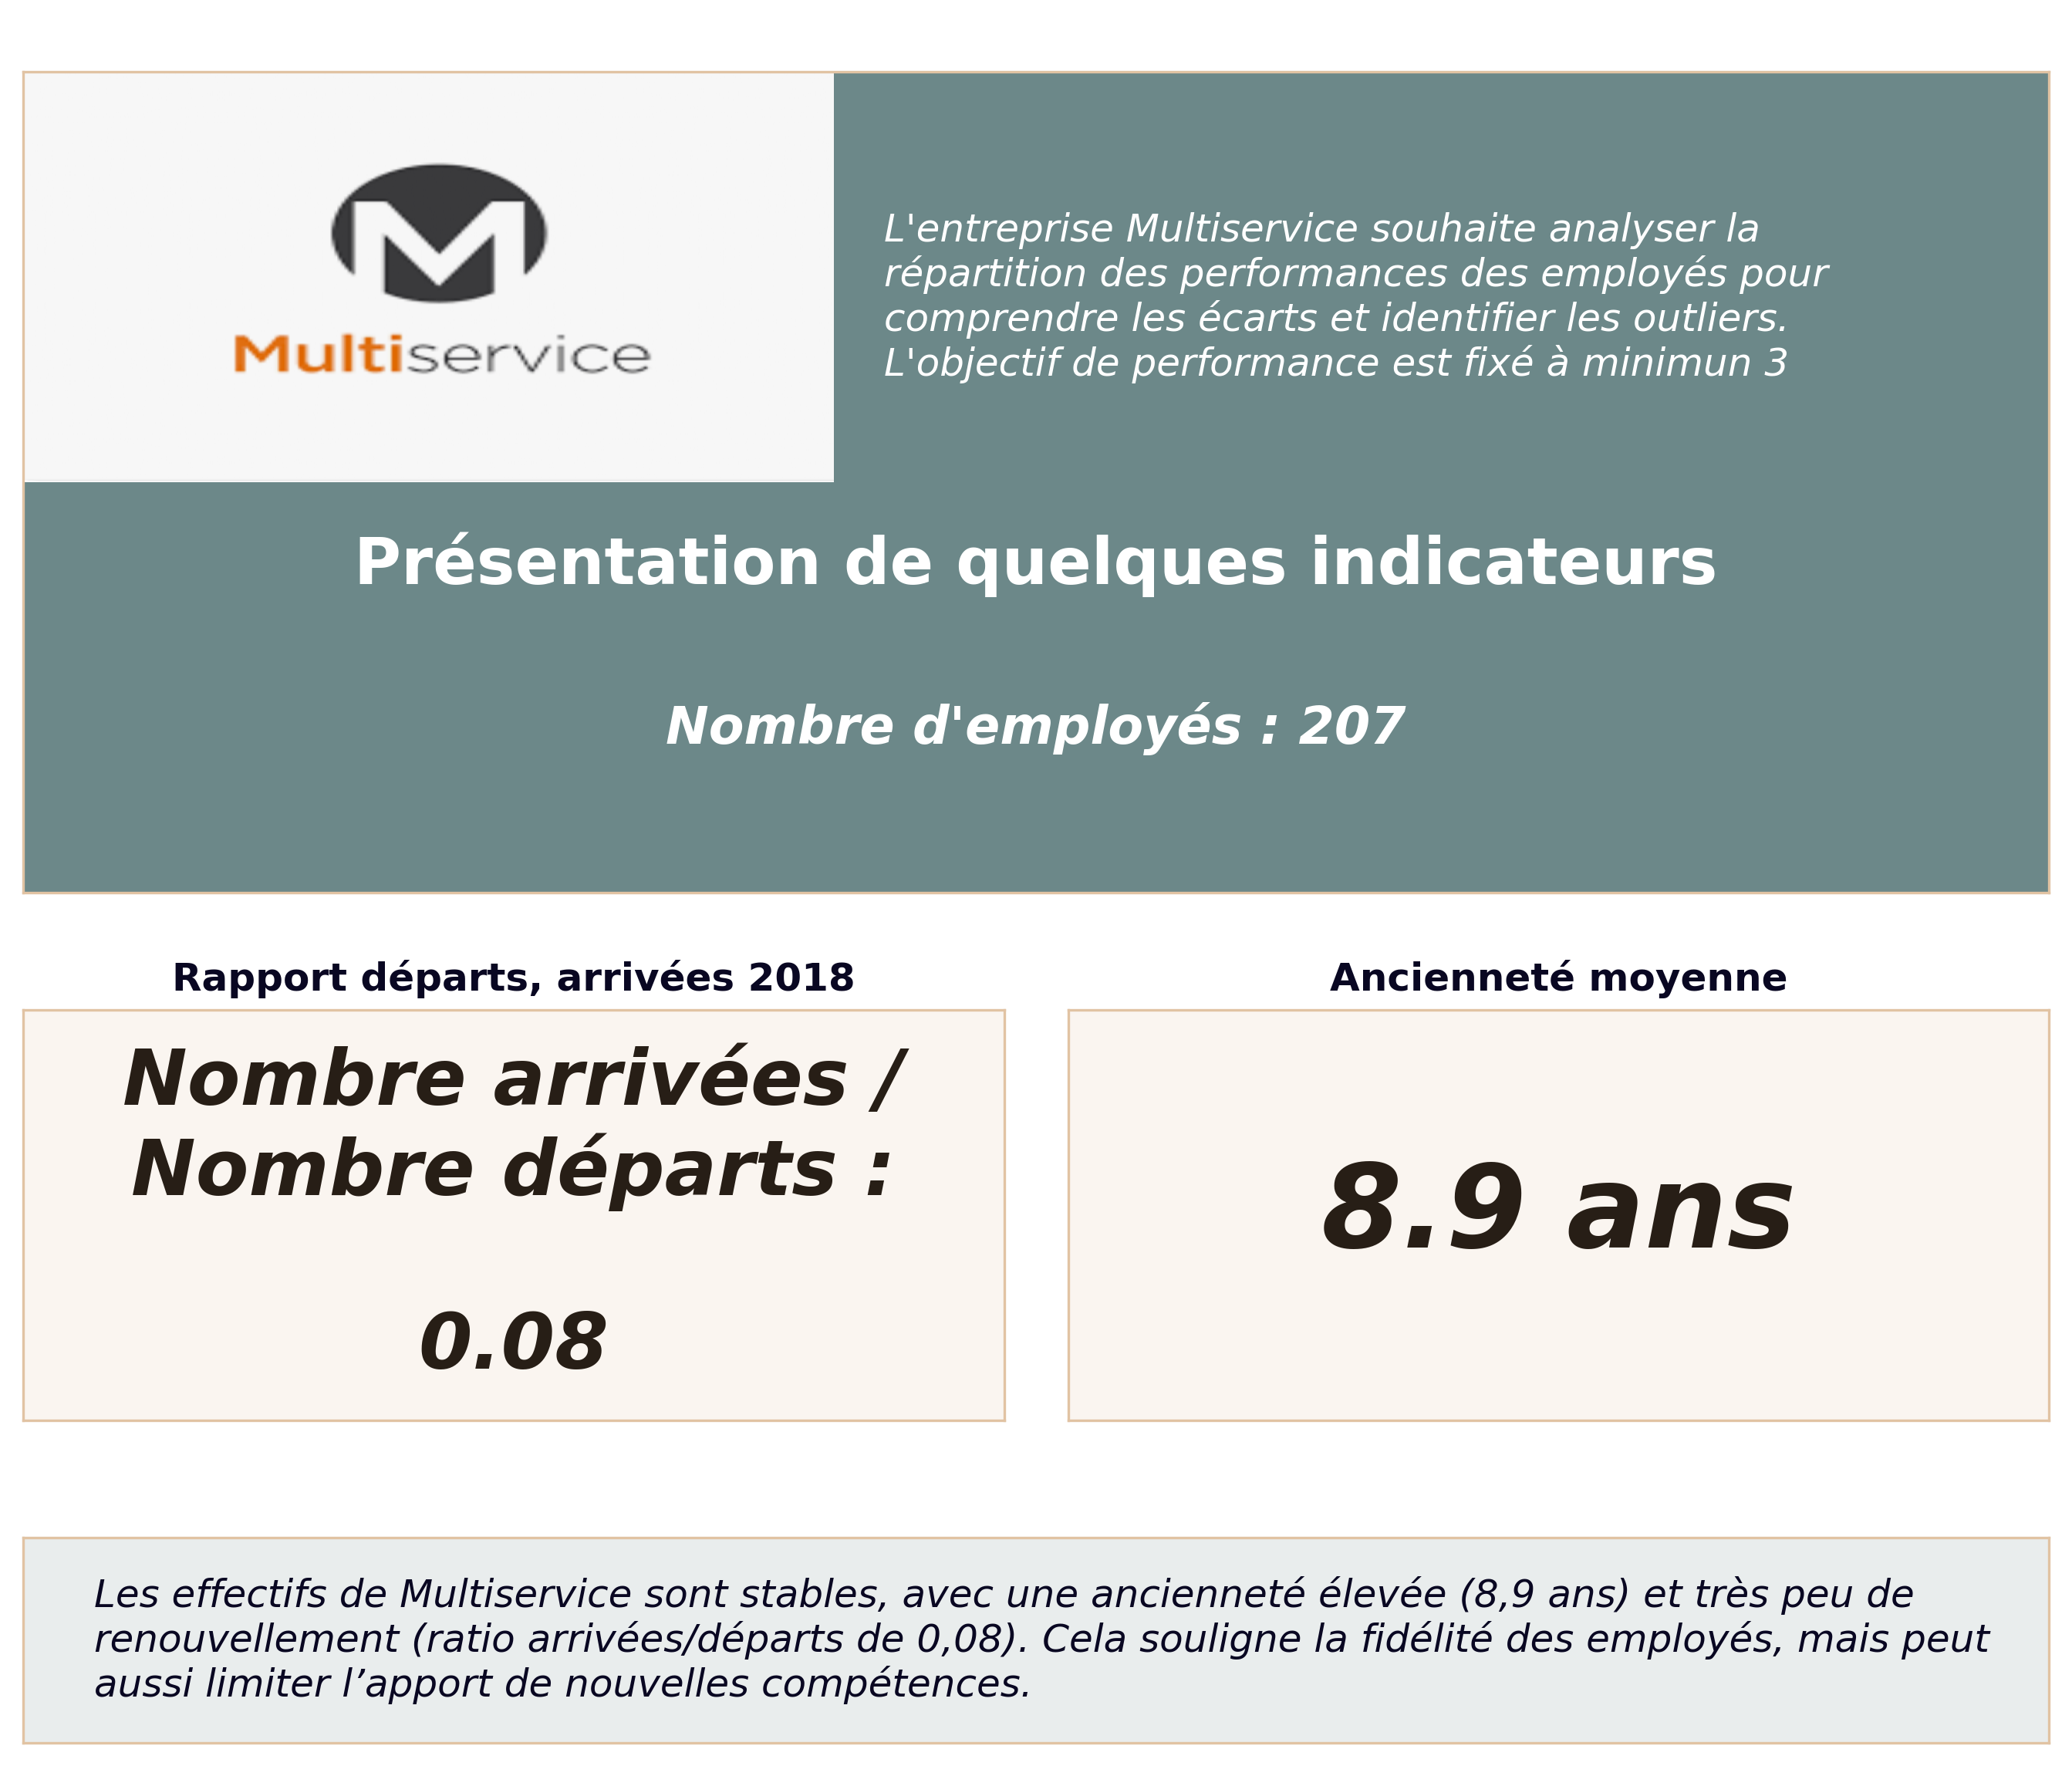 M
Multiservice
L'entreprise Multiservice souhaite analyser la
répartition des performances des employés pour
comprendre les écarts et identifier les outliers.
L'objectif de performance est fixé à minimun 3
Présentation de quelques indicateurs
Nombre d'employés : 207
Rapport départs, arrivées 2018
Nombre arrivées /
Nombre départs :
0.08
Ancienneté moyenne
8.9 ans
Les effectifs de Multiservice sont stables, avec une ancienneté élevée (8,9 ans) et très peu de
renouvellement (ratio arrivées/départs de 0,08). Cela souligne la fidélité des employés, mais peut
aussi limiter l’apport de nouvelles compétences.